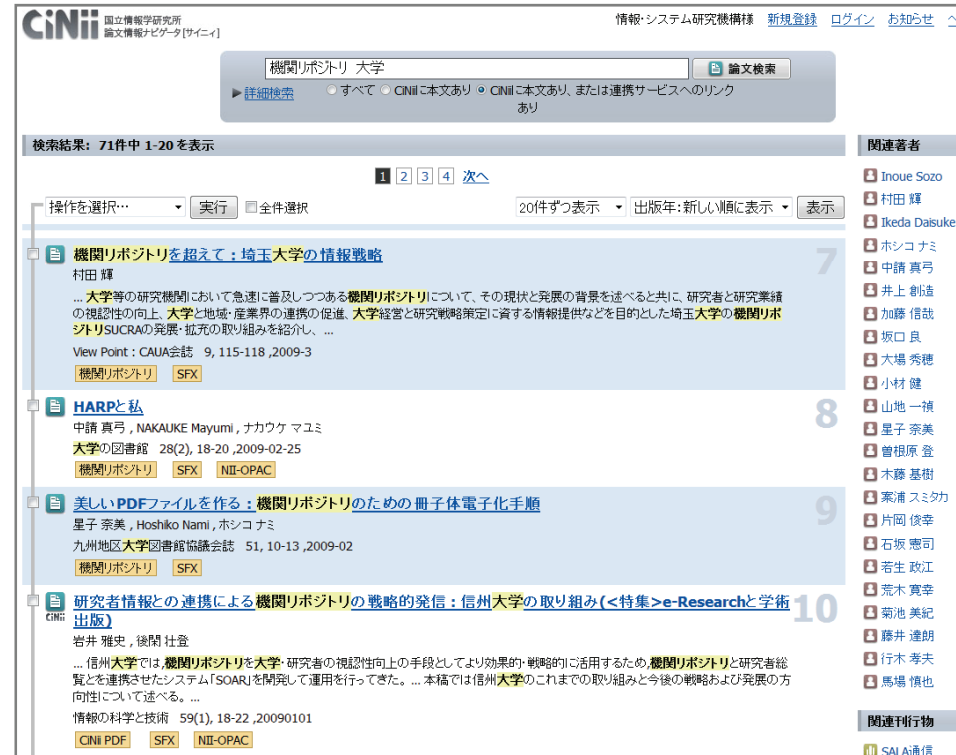 CiNii 国立情報学研究所
論文情報ナビゲータ[サイニィ]
情報・システム研究機構様 新規登録 ログイン お知らせ
機関リポジトリ 大学
論文検索
▶詳細検索 すべて CiNiiに本文あり CiNiiに本文あり、または連携サービスへのリンク
あり
検索結果: 71件中 1-20 を表示
1 2 3 4 次へ
操作を選択… 実行 全件選択 20件ずつ表示 出版年:新しい順に表示 表示
機関リポジトリを超えて : 埼玉大学の情報戦略
7
村田 輝
... 大学等の研究機関において急速に普及しつつある機関リポジトリについて、その現状と発展の背景を述べると共に、研究者と研究業績
の視認性の向上、大学と地域・産業界の連携の促進、大学経営と研究戦略策定に資する情報提供などを目的とした埼玉大学の機関リポ
ジトリSUCRAの発展・拡充の取り組みを紹介し、 ...
View Point : CAUA会誌 9, 115-118 ,2009-3
機関リポジトリ SFX
HARPと私
8
中請 真弓 , NAKAUKE Mayumi , ナカウケ マユミ
大学の図書館 28(2), 18-20 ,2009-02-25
機関リポジトリ SFX NII-OPAC
美しいPDFファイルを作る : 機関リポジトリのための冊子体電子化手順
9
星子 奈美 , Hoshiko Nami , ホシコ ナミ
九州地区大学図書館協議会誌 51, 10-13 ,2009-02
機関リポジトリ SFX
研究者情報との連携による機関リポジトリの戦略的発信 : 信州大学の取り組み(<特集>e-Researchと学術
出版)
10
CiNii
岩井 雅史 , 後閑 壮登
... 信州大学では,機関リポジトリを大学・研究者の視認性向上の手段としてより効果的・戦略的に活用するため,機関リポジトリと研究者総
覧とを連携させたシステム「SOAR」を開発して運用を行ってきた。... 本稿では信州大学のこれまでの取り組みと今後の戦略および発展の方
向性について述べる。 ...
情報の科学と技術 59(1), 18-22 ,20090101
CiNii PDF SFX NII-OPAC
関連著者
Inoue Sozo
村田 輝
Ikeda Daisuke
ホシコ ナミ
中請 真弓
井上 創造
加藤 信哉
坂口 良
大場 秀穂
小材 健
山地 一禎
星子 奈美
曽根原 登
木藤 基樹
案浦 スミタカ
片岡 俊幸
石坂 憲司
若生 政江
荒木 寛幸
菊池 美紀
藤井 達朗
行木 孝夫
馬場 慎也
関連刊行物
SALA通信